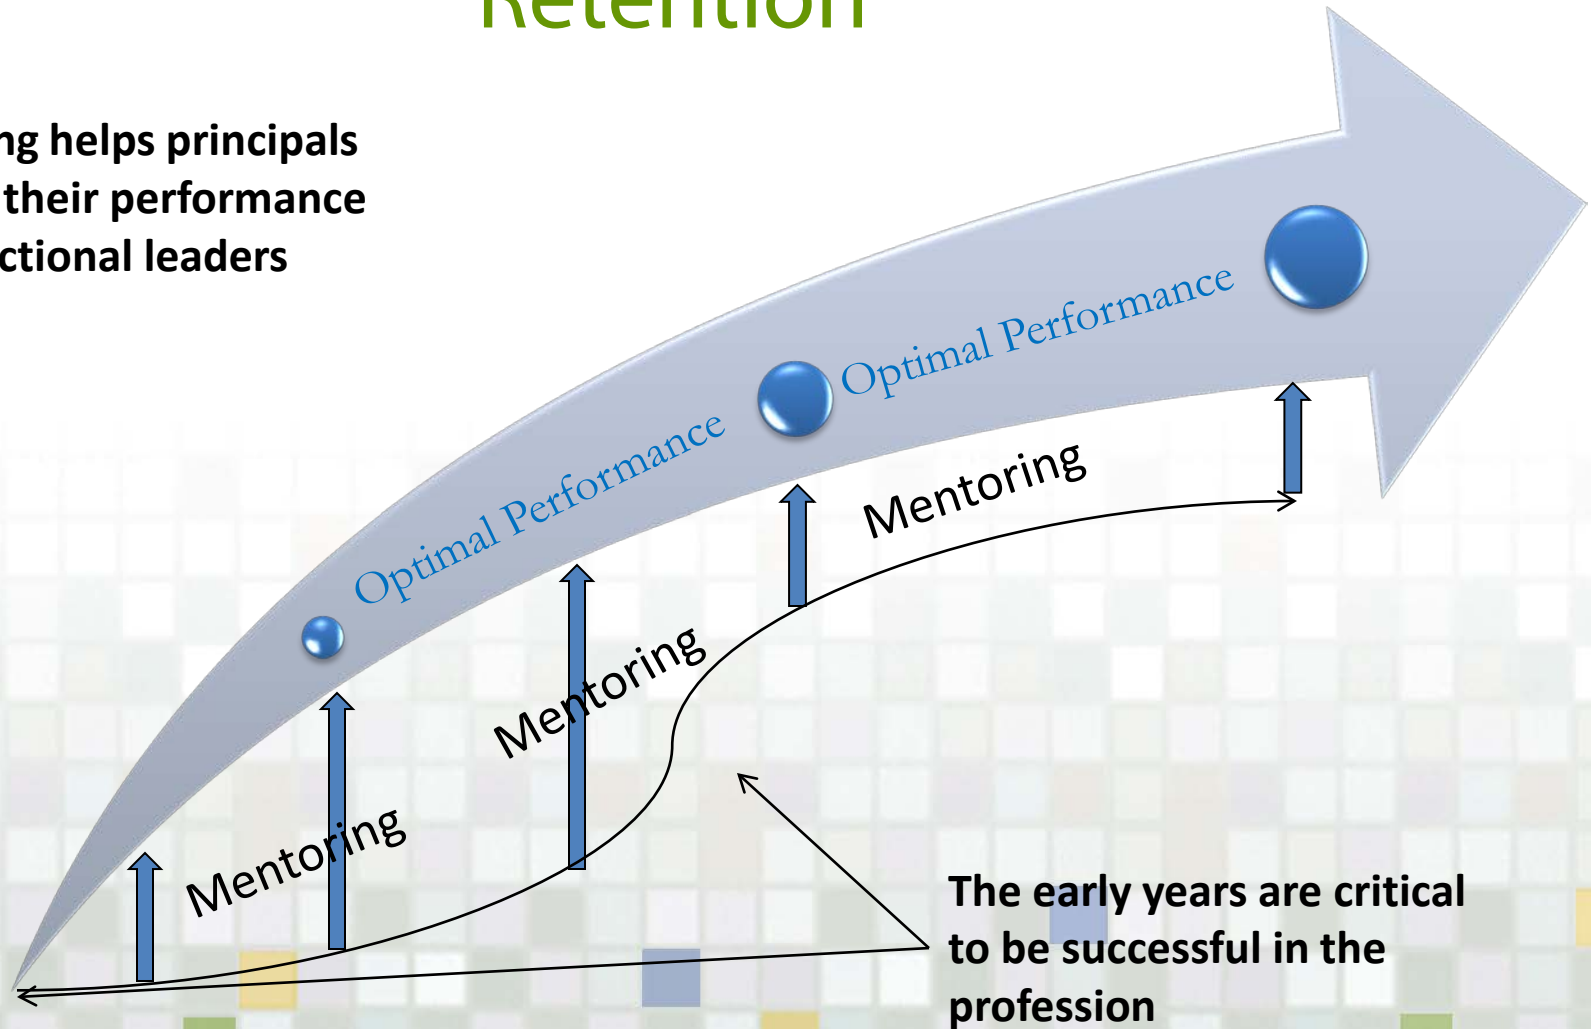 Retention
ng helps principals
their performance
ctional leaders
Optimal Performance
Optimal Performance
Mentoring
Mentoring
Mentoring
The early years are critical
to be successful in the
profession